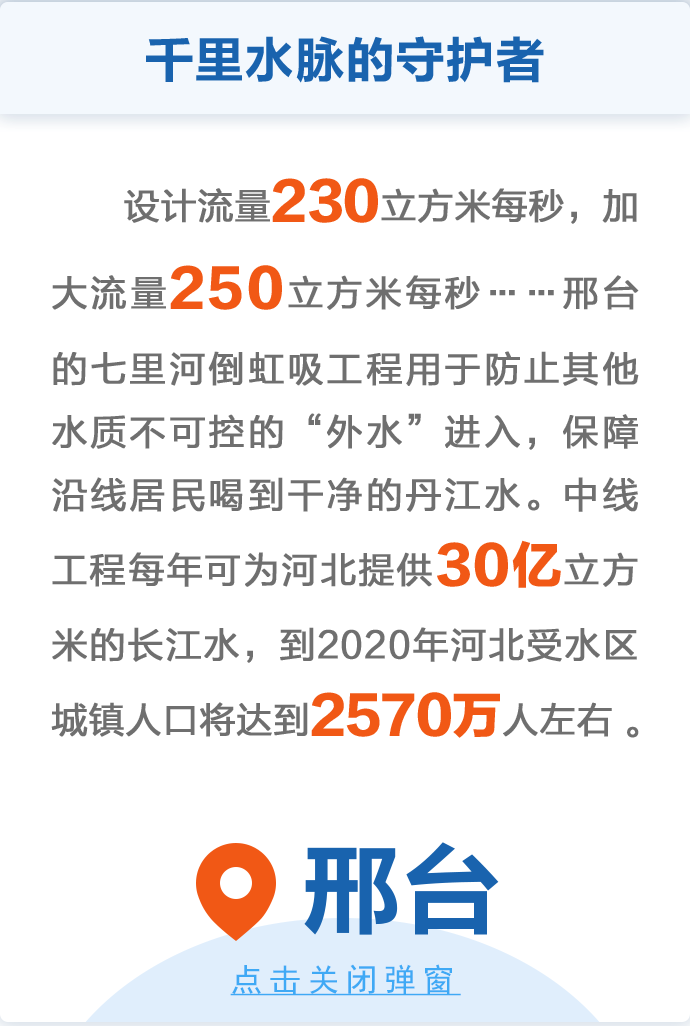 千里水脉的守护者
设计流量230立方米每秒，加
大流量250立方米每秒……邢台
的七里河倒虹吸工程用于防止其他
水质不可控的“外水”进入，保障
沿线居民喝到干净的丹江水。中线
工程每年可为河北提供30亿立方
米的长江水，到2020年河北受水区
城镇人口将达到2570万人左右。
邢台
点击关闭弹窗